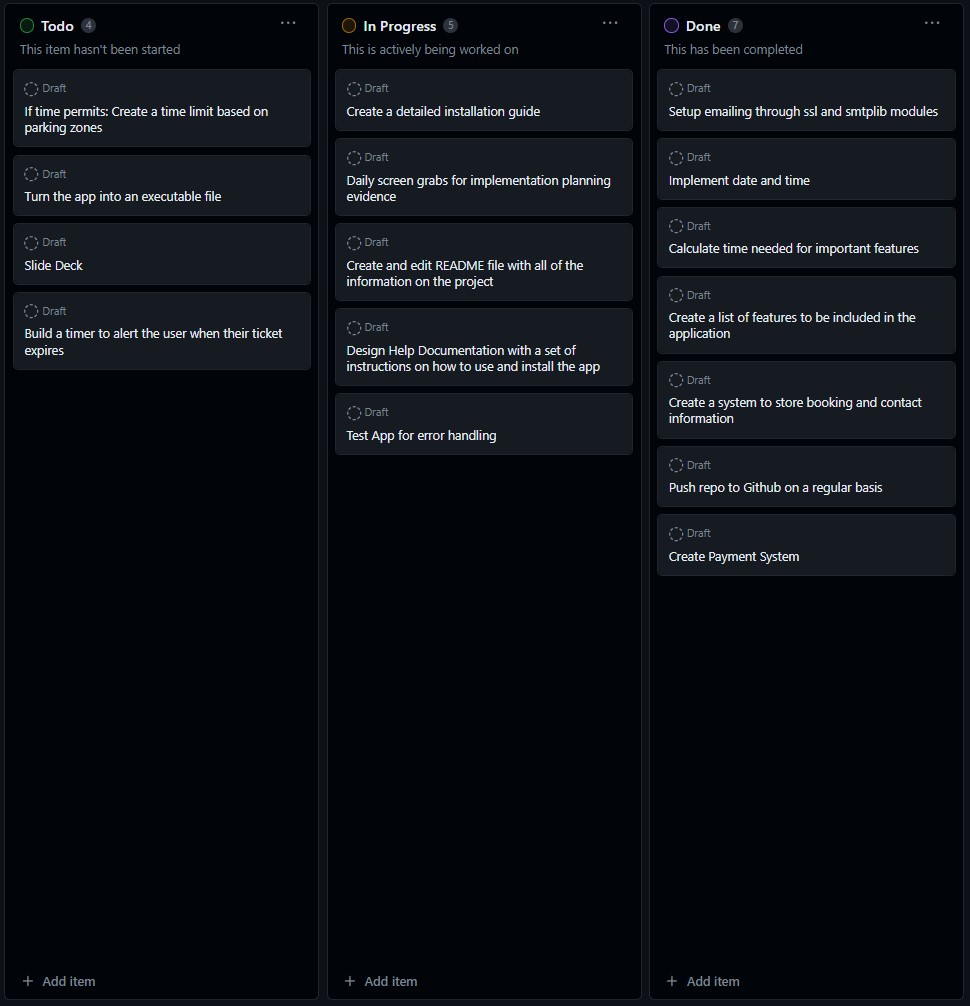 Todo 4
This item hasn't been started
Draft
If time permits: Create a time limit based on
parking zones
Draft
Turn the app into an executable file
Draft
Slide Deck
Draft
Build a timer to alert the user when their ticket
expires
Add item
In Progress 5
This is actively being worked on
Draft
Create a detailed installation guide
Draft
Daily screen grabs for implementation planning
evidence
Draft
Create and edit README file with all of the
information on the project
Draft
Design Help Documentation with a set of
instructions on how to use and install the app
Draft
Test App for error handling
Add item
Done 7
This has been completed
Draft
Setup emailing through ssl and smtplib modules
Draft
Implement date and time
Draft
Calculate time needed for important features
Draft
Create a list of features to be included in the
application
Draft
Create a system to store booking and contact
information
Draft
Push repo to Github on a regular basis
Draft
Create Payment System
Add item